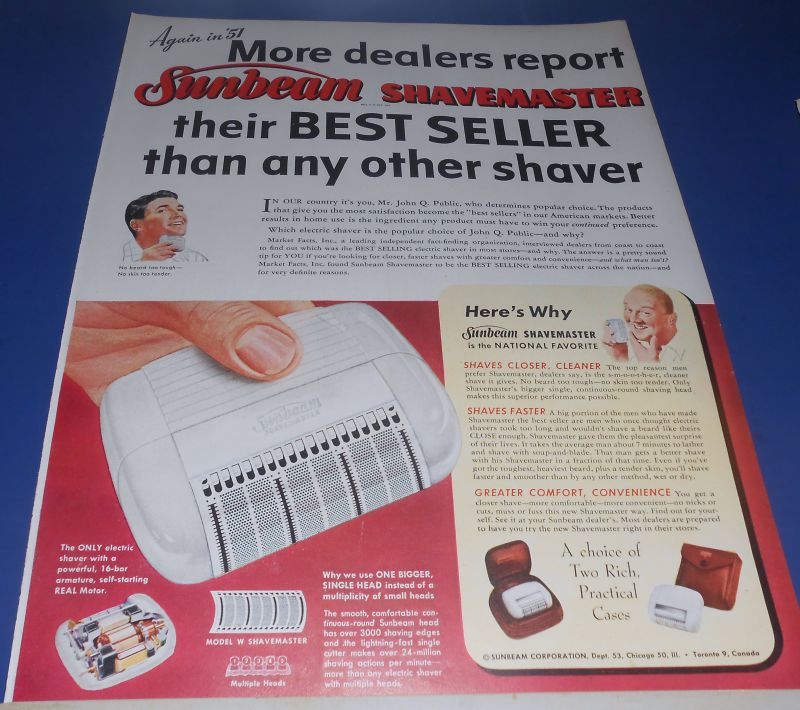 Again in '51
More dealers report
Sunbeam SHAVEMASTER
their BEST SELLER
than any other shaver
IN OUR country it's you, Mr. John Q. Public, who determines popular choice. The products
that give you the most satisfaction become the "best sellers" in our American markets. Better
results in home use is the ingredient any product must have to win your continued preference.
Which electric shaver is the popular choice of John Q. Public—and why?
Market Facts, Inc., a leading independent fact-finding organization, interviewed dealers from coast to coast
to find out which was the BEST SELLING electric shaver in most stores—and why. The answer is a pretty sound
tip for YOU if you're looking for closer, faster shaves with greater comfort and convenience—and what man isn't?
Market Facts, Inc. found Sunbeam Shavemaster to be the BEST SELLING electric shaver across the nation—and
for very definite reasons.
No beard too tough—
No skin too tender.
Sunbeam
SHAVEMASTER
Here's Why
Sunbeam SHAVEMASTER
is the NATIONAL FAVORITE
SHAVES CLOSER, CLEANER The top reason men
prefer Shavemaster, dealers say, is the s-m-o-o-t-h-e-r, cleaner
shave it gives. No beard too tough—no skin too tender. Only
Shavemaster's bigger single, continuous-round shaving head
makes this superior performance possible.
SHAVES FASTER A big portion of the men who have made
Shavemaster the best seller are men who once thought electric
shavers took too long and wouldn't shave a beard like theirs
CLOSE enough. Shavemaster gave them the pleasantest surprise
of their lives. It takes the average man about 7 minutes to lather
and shave with soap-and-blade. That man gets a better shave
with his Shavemaster in a fraction of that time. Even if you've
got the toughest, heaviest beard, plus a tender skin, you'll shave
faster and smoother than by any other method, wet or dry.
GREATER COMFORT, CONVENIENCE You get a
closer shave—more comfortable—more convenient—no nicks or
cuts, muss or fuss this new Shavemaster way. Find out for your-
self. See it at your Sunbeam dealer's. Most dealers are prepared
to have you try the new Shavemaster right in their stores.
A choice of
Two Rich,
Practical
Cases
© SUNBEAM CORPORATION, Dept. 53, Chicago 50, Ill. • Toronto 9, Canada
The ONLY electric
shaver with a
powerful, 16-bar
armature, self-starting
REAL Motor.
MODEL W SHAVEMASTER
Multiple Heads
Why we use ONE BIGGER,
SINGLE HEAD instead of a
multiplicity of small heads
The smooth, comfortable con-
tinuous-round Sunbeam head
has over 3000 shaving edges
and the lightning-fast single
cutter makes over 24-million
shaving actions per minute—
more than any electric shaver
with multiple heads.